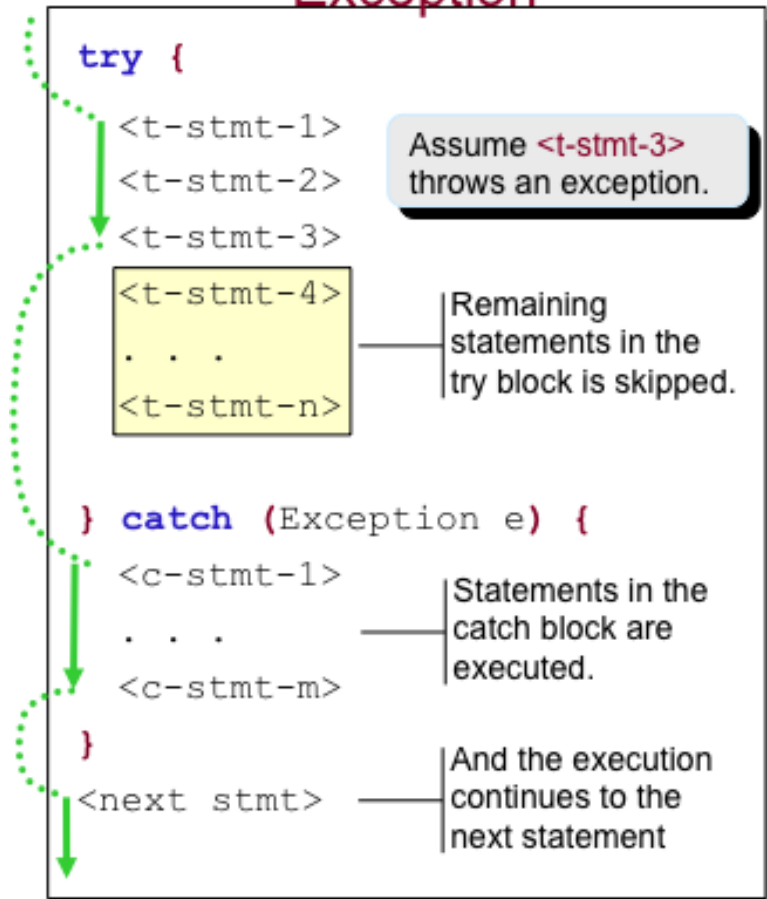 Exception
try {
<t-stmt-1>
Assume <t-stmt-3>
throws an exception.
<t-stmt-2>
<t-stmt-3>
<t-stmt-4>
. . .
<t-stmt-n>
Remaining
statements in the
try block is skipped.
} catch (Exception e) {
<c-stmt-1>
. . .
<c-stmt-m>
Statements in the
catch block are
executed.
}
<next stmt>
And the execution
continues to the
next statement